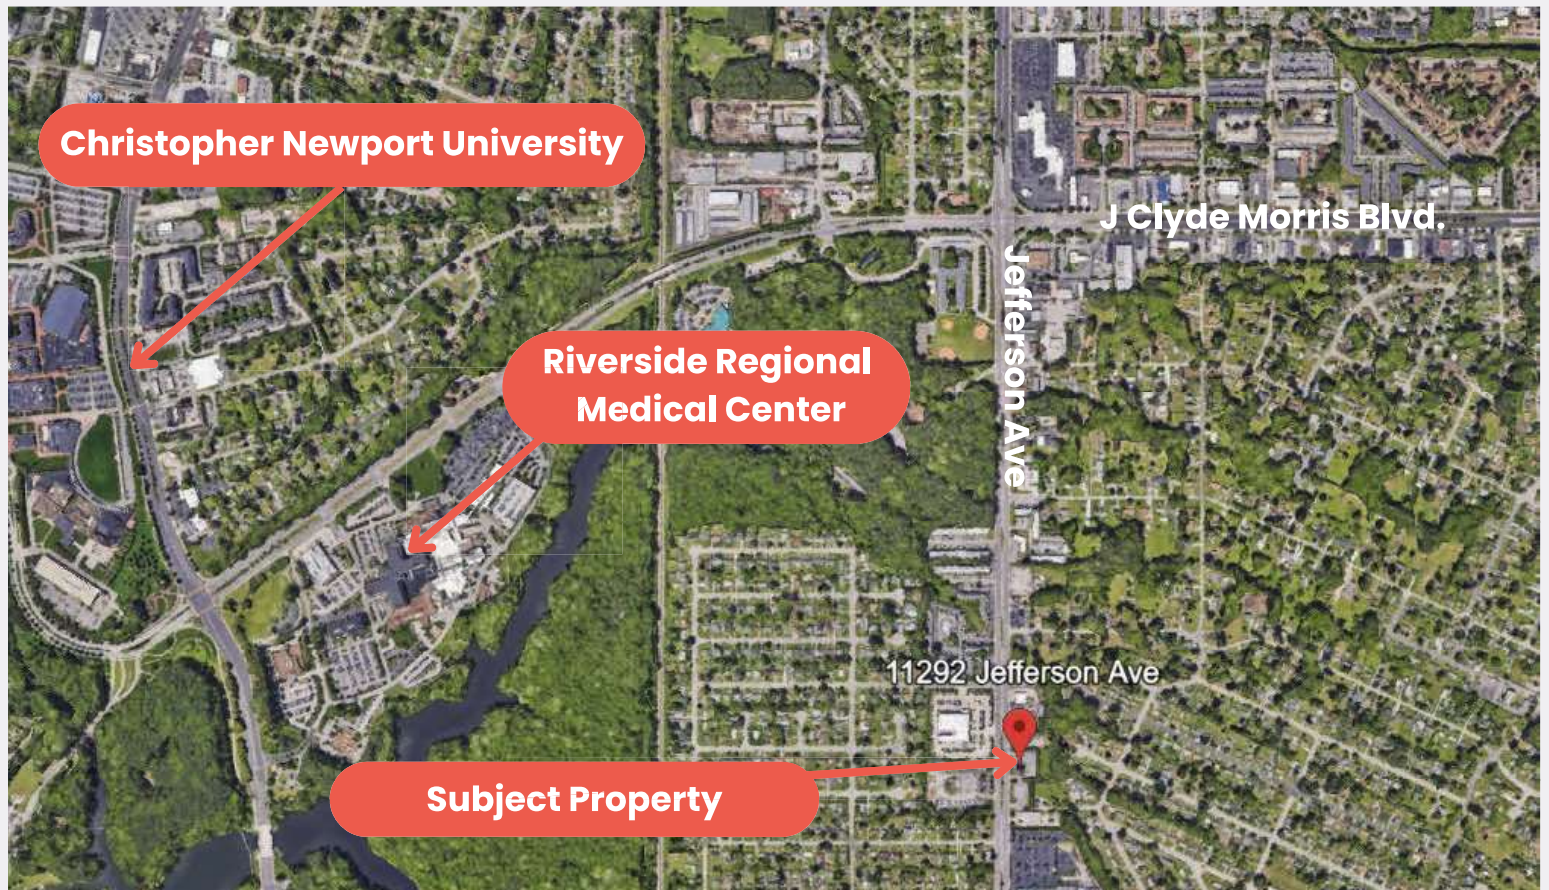 Christopher Newport University
J Clyde Morris Blvd.
Jefferson Ave
Riverside Regional
Medical Center
11292 Jefferson Ave
Subject Property